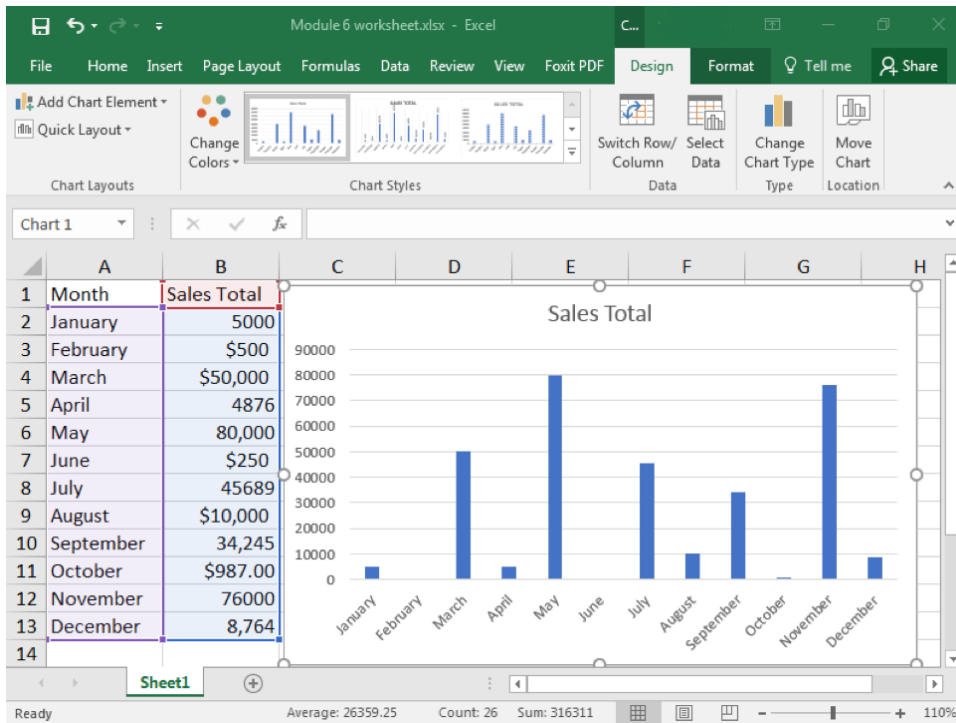 Module 6 worksheet.xlsx - Excel
C...
File Home Insert Page Layout Formulas Data Review View Foxit PDF Design Format Tell me Share
Add Chart Element
Quick Layout
Change
Colors
Switch Row/
Column
Select
Data
Change
Chart Type
Move
Chart
Chart Layouts Chart Styles Data Type Location
Chart 1 fx
A B C D E F G H
1 Month Sales Total
2 January 5000
3 February $500
4 March $50,000
5 April 4876
6 May 80,000
7 June $250
8 July 45689
9 August $10,000
10 September 34,245
11 October $987.00
12 November 76000
13 December 8,764
14
Sales Total
90000
80000
70000
60000
50000
40000
30000
20000
10000
0
January February March April May June July August September October November December
Sheet1
Ready Average: 26359.25 Count: 26 Sum: 316311 110%